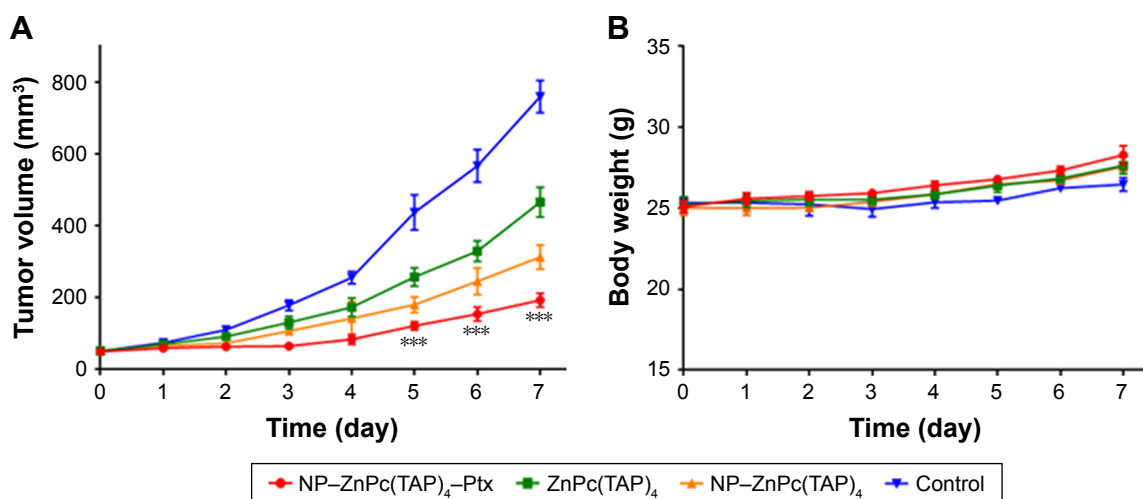 A
Tumor volume (mm³)
800
600
400
200
0
***
***
***
0 1 2 3 4 5 6 7
Time (day)
B
Body weight (g)
35
30
25
20
15
0 1 2 3 4 5 6 7
Time (day)
NP–ZnPc(TAP)₄–Ptx ZnPc(TAP)₄ NP–ZnPc(TAP)₄ Control